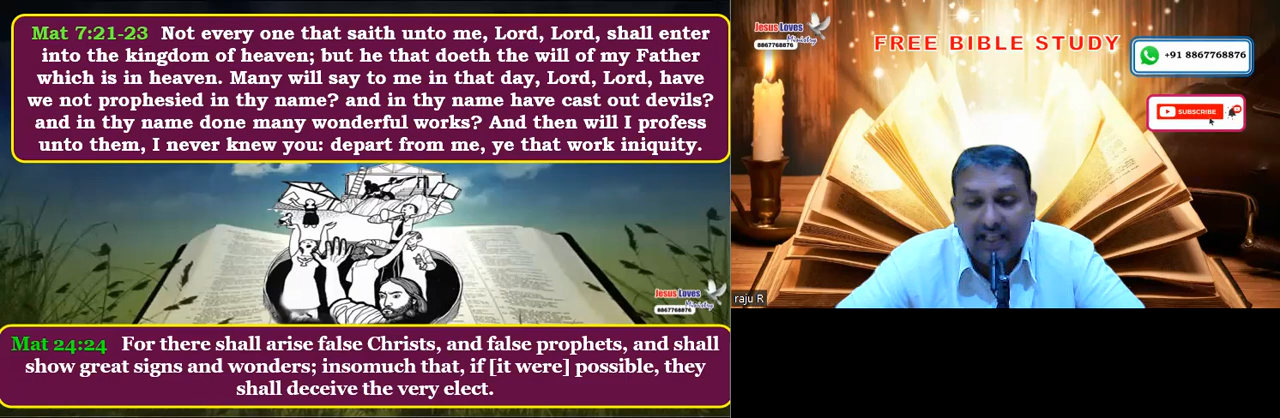 Mat 7:21-23 Not every one that saith unto me, Lord, Lord, shall enter
into the kingdom of heaven; but he that doeth the will of my Father
which is in heaven. Many will say to me in that day, Lord, Lord, have
we not prophesied in thy name? and in thy name have cast out devils?
and in thy name done many wonderful works? And then will I profess
unto them, I never knew you: depart from me, ye that work iniquity.
Jesus Loves
Ministry
8867768876
Mat 24:24 For there shall arise false Christs, and false prophets, and shall
show great signs and wonders; insomuch that, if [it were] possible, they
shall deceive the very elect.
Jesus Loves
Ministry
8867768876
FREE BIBLE STUDY
+91 8867768876
SUBSCRIBE
raju R